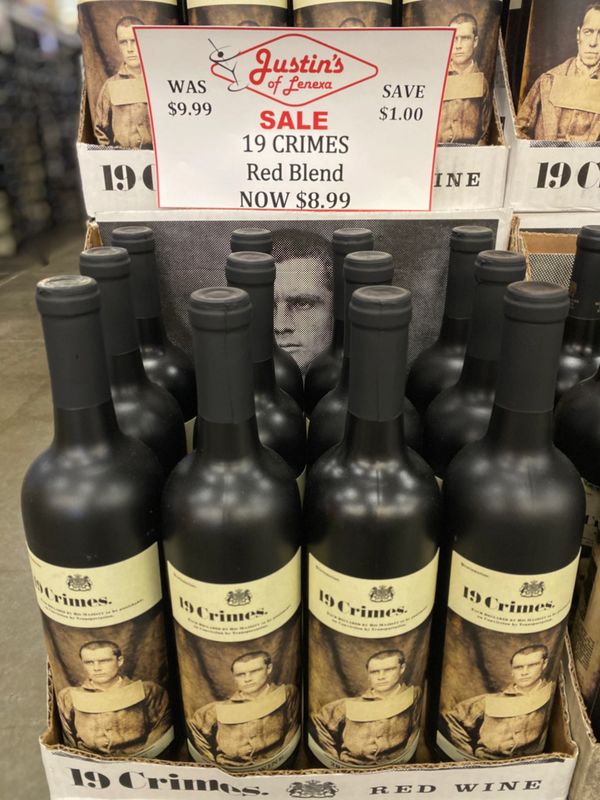 WAS
$9.99
Justin's
of Lenexa
SAVE
$1.00
SALE
19 CRIMES
Red Blend
NOW $8.99
19 C
INE
19 C
19 Crimes.
19 Crimes.
19 Crimes.
19 Crimes.
19 Crimes. RED WINE